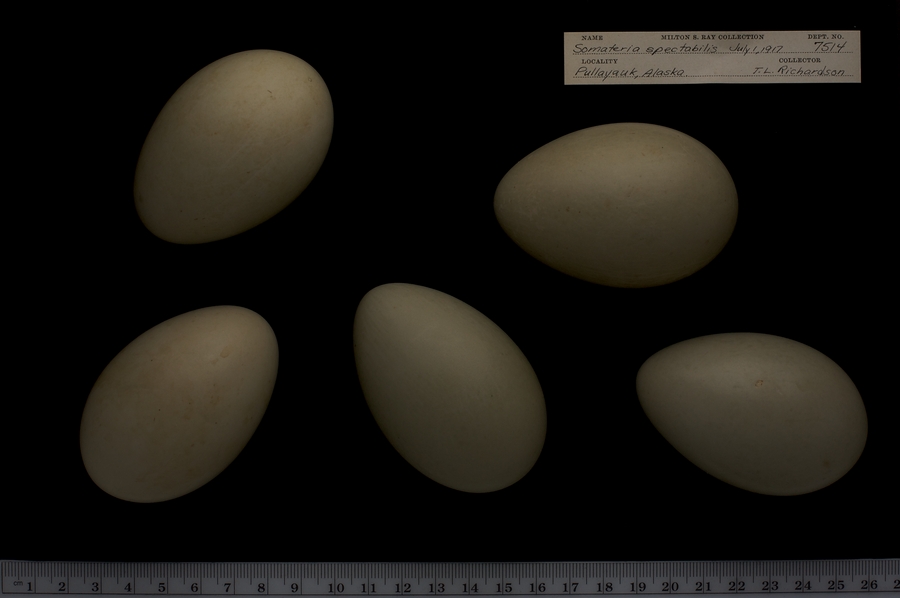 NAME MILTON S. RAY COLLECTION DEPT. NO.
Somateria spectabilis July 1, 1917 7514
LOCALITY COLLECTOR
Pullayauk, Alaska T.L. Richardson
cm 1 2 3 4 5 6 7 8 9 10 11 12 13 14 15 16 17 18 19 20 21 22 23 24 25 26 2